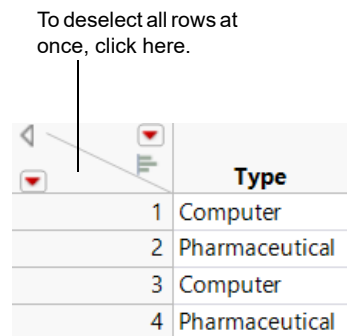 To deselect all rows at
once, click here.
Type
1 Computer
2 Pharmaceutical
3 Computer
4 Pharmaceutical